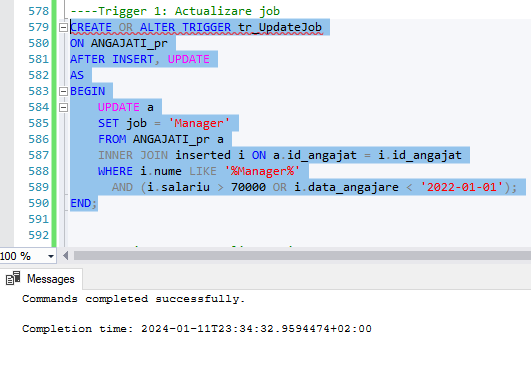 578 ----Trigger 1: Actualizare job
579 CREATE OR ALTER TRIGGER tr_UpdateJob
580 ON ANGAJATI_pr
581 AFTER INSERT, UPDATE
582 AS
583 BEGIN
584 UPDATE a
585 SET job = 'Manager'
586 FROM ANGAJATI_pr a
587 INNER JOIN inserted i ON a.id_angajat = i.id_angajat
588 WHERE i.nume LIKE '%Manager%'
589 AND (i.salariu > 70000 OR i.data_angajare < '2022-01-01');
590 END;
591
592
100 %
Messages
Commands completed successfully.
Completion time: 2024-01-11T23:34:32.9594474+02:00